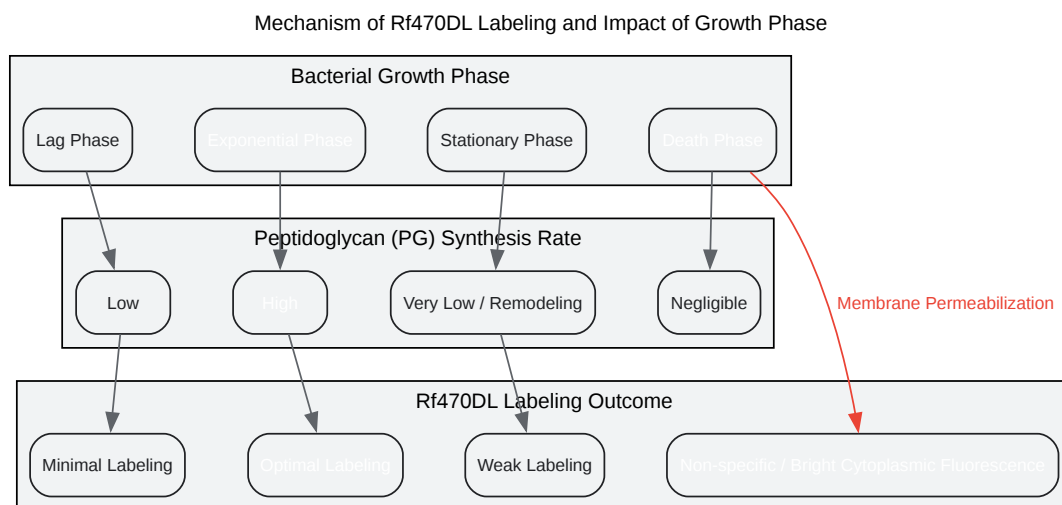 Mechanism of Rf470DL Labeling and Impact of Growth Phase
Bacterial Growth Phase
Lag Phase
Exponential Phase
Stationary Phase
Death Phase
Peptidoglycan (PG) Synthesis Rate
Low
High
Very Low / Remodeling
Negligible
Membrane Permeabilization
Rf470DL Labeling Outcome
Minimal Labeling
Optimal Labeling
Weak Labeling
Non-specific / Bright Cytoplasmic Fluorescence